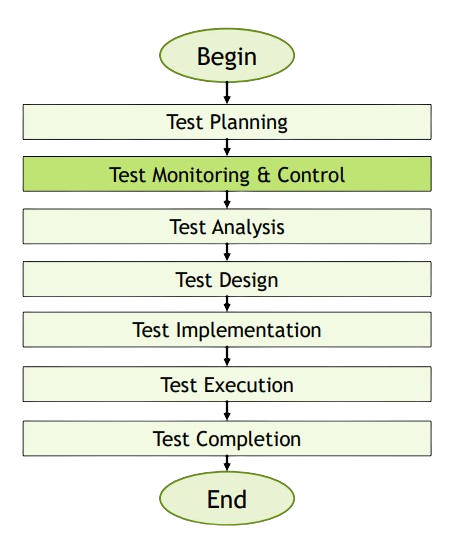 Begin
Test Planning
Test Monitoring & Control
Test Analysis
Test Design
Test Implementation
Test Execution
Test Completion
End